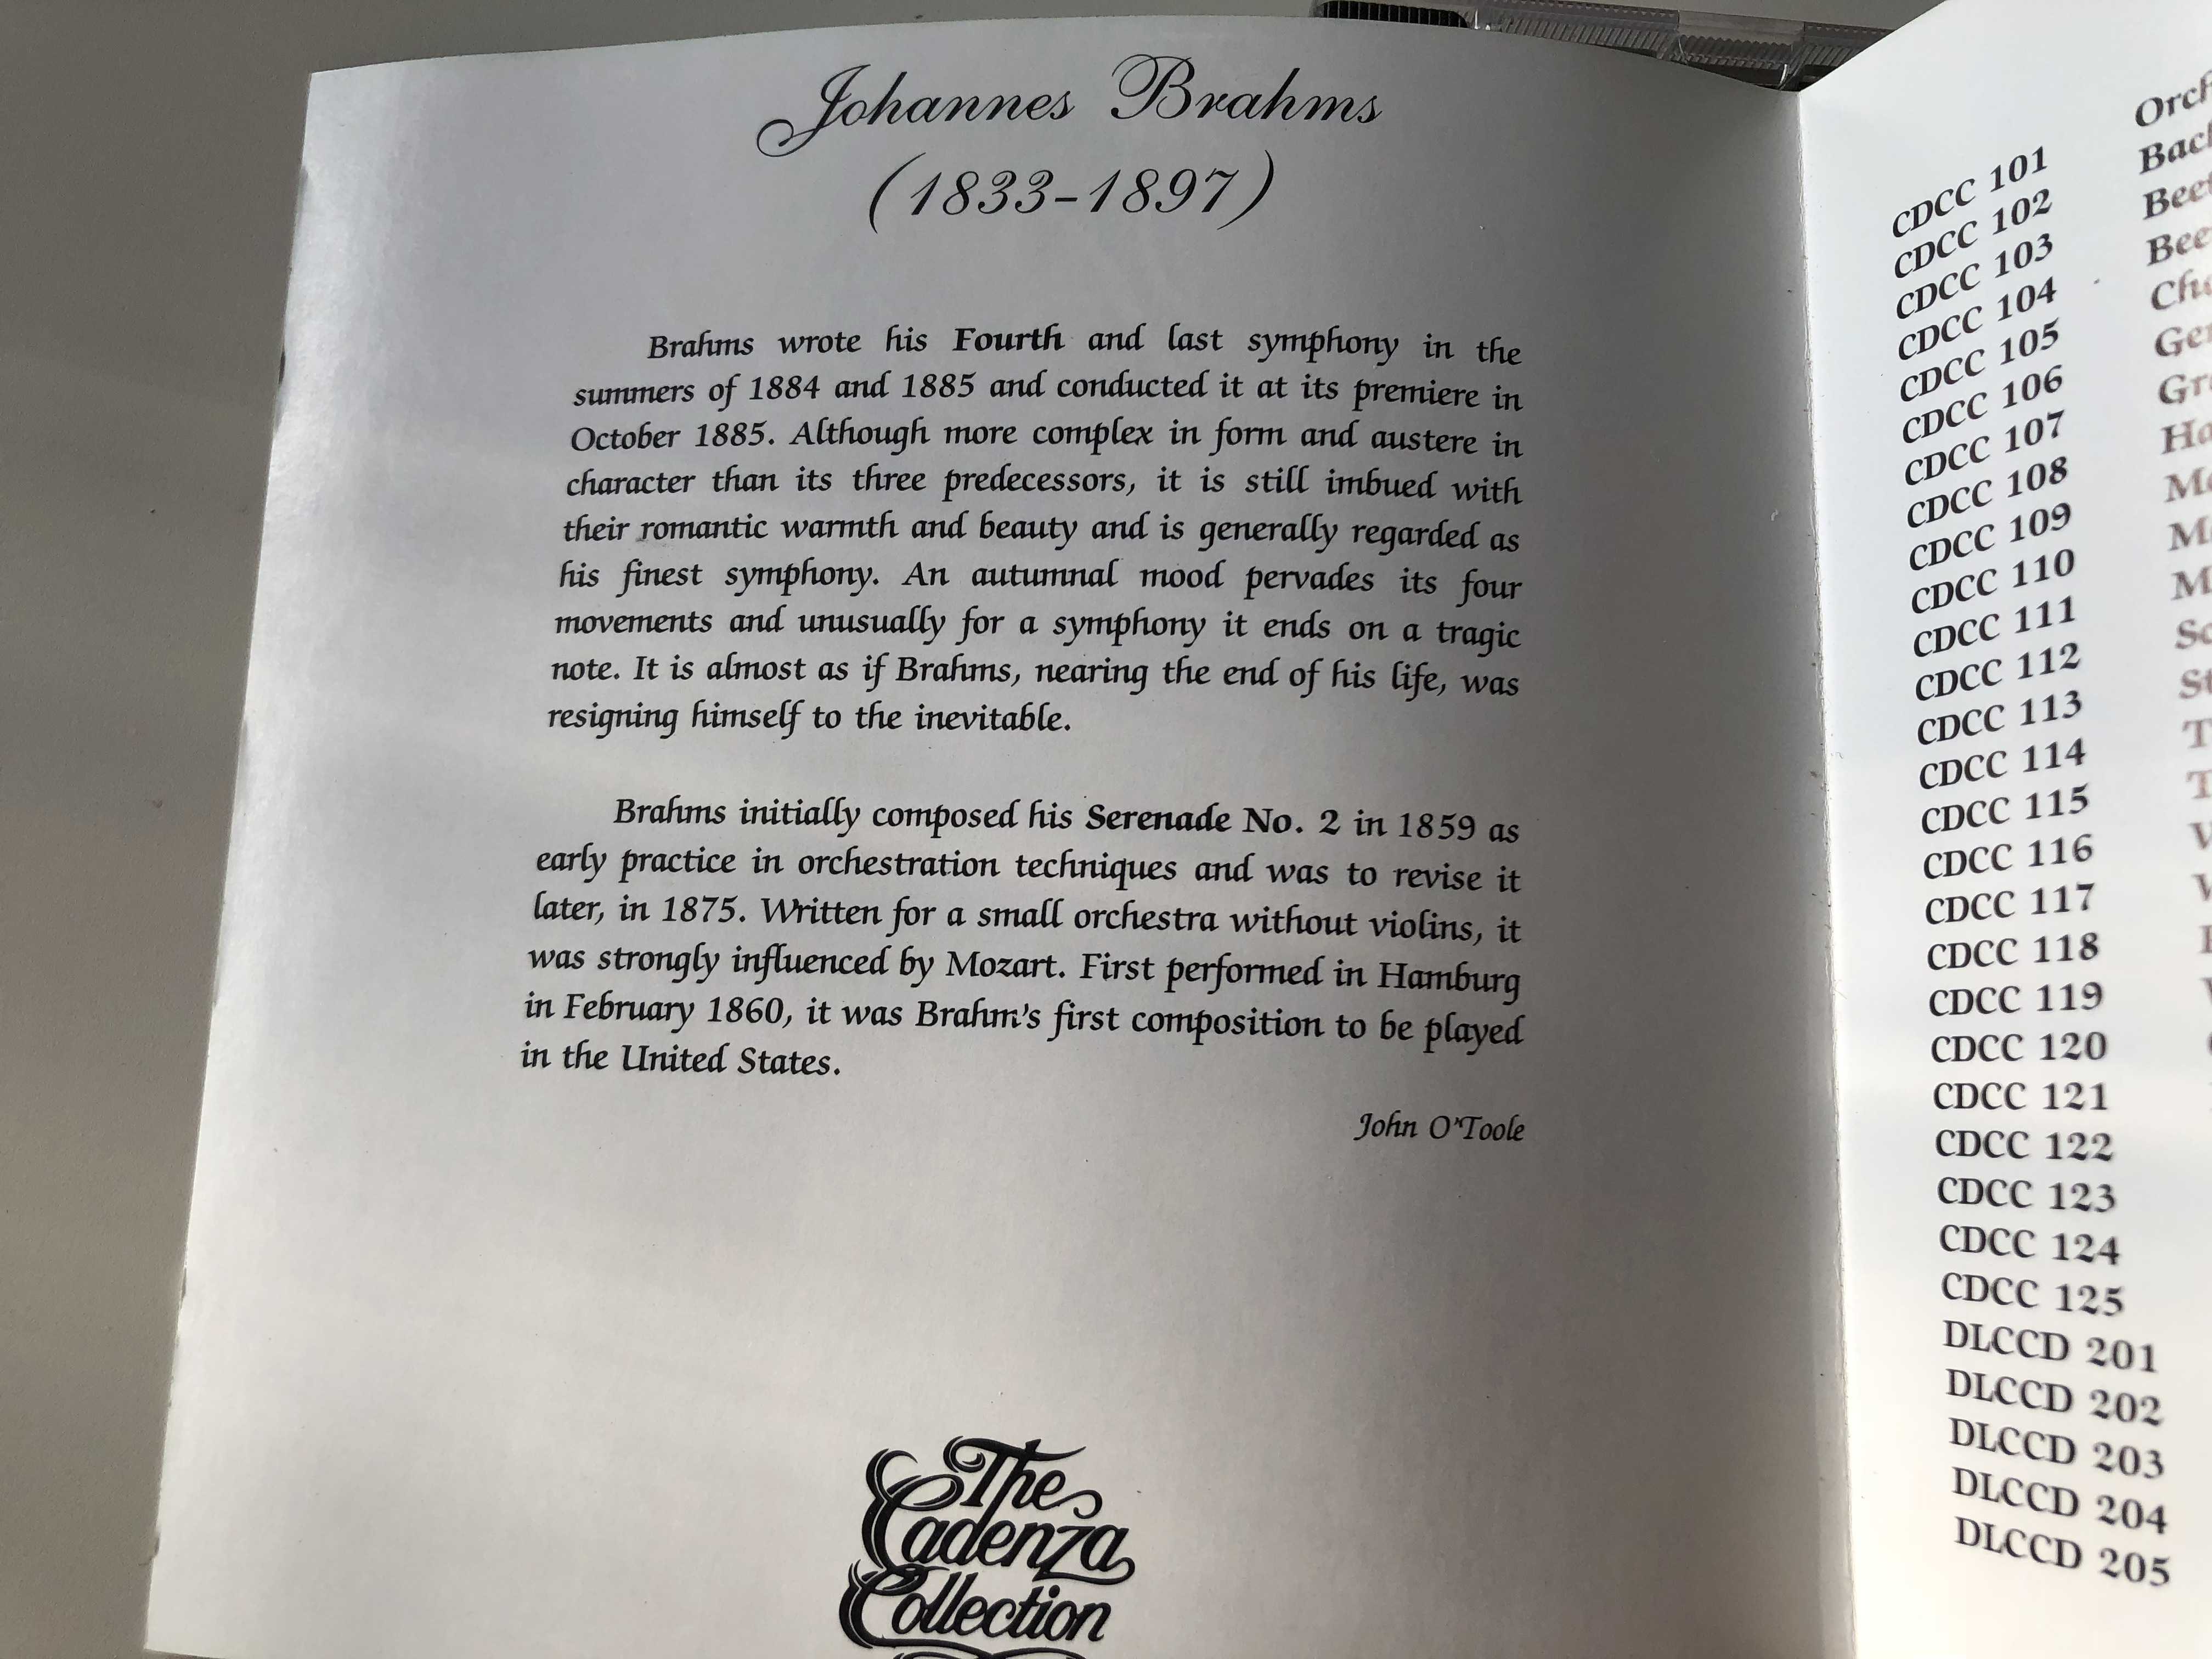 Johannes Brahms
(1833-1897)
Brahms wrote his Fourth and last symphony in the
summers of 1884 and 1885 and conducted it at its premiere in
October 1885. Although more complex in form and austere in
character than its three predecessors, it is still imbued with
their romantic warmth and beauty and is generally regarded as
his finest symphony. An autumnal mood pervades its four
movements and unusually for a symphony it ends on a tragic
note. It is almost as if Brahms, nearing the end of his life, was
resigning himself to the inevitable.
Brahms initially composed his Serenade No. 2 in 1859 as
early practice in orchestration techniques and was to revise it
later, in 1875. Written for a small orchestra without violins, it
was strongly influenced by Mozart. First performed in Hamburg
in February 1860, it was Brahm's first composition to be played
in the United States.
John O'Toole
The
Cadenza
Collection
CDCC 101
CDCC 102
CDCC 103
CDCC 104
CDCC 105
CDCC 106
CDCC 107
CDCC 108
CDCC 109
CDCC 110
CDCC 111
CDCC 112
CDCC 113
CDCC 114
CDCC 115
CDCC 116
CDCC 117
CDCC 118
CDCC 119
CDCC 120
CDCC 121
CDCC 122
CDCC 123
CDCC 124
CDCC 125
DLCCD 201
DLCCD 202
DLCCD 203
DLCCD 204
DLCCD 205